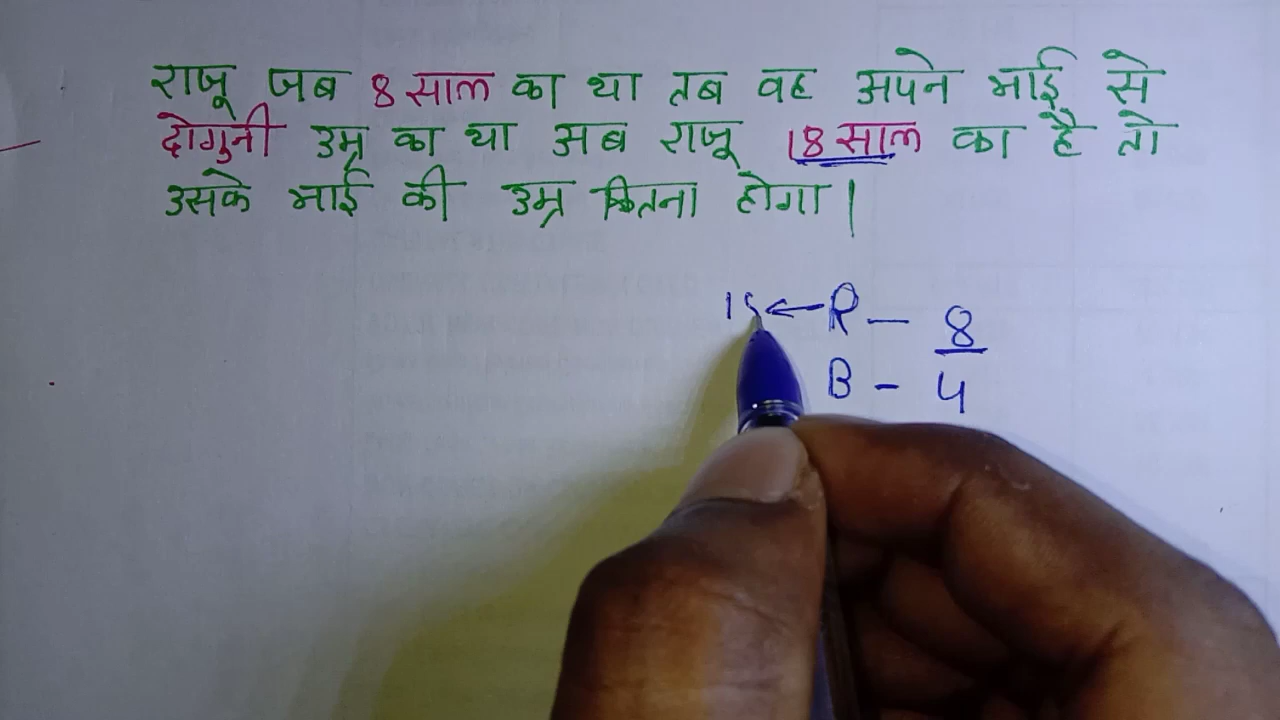 राजू जब 8 साल का था तब वह अपने भाई से
दोगुनी उम्र का था अब राजू 18 साल का है तो
उसके भाई की उम्र कितना होगा।
← R — 8
B - 4